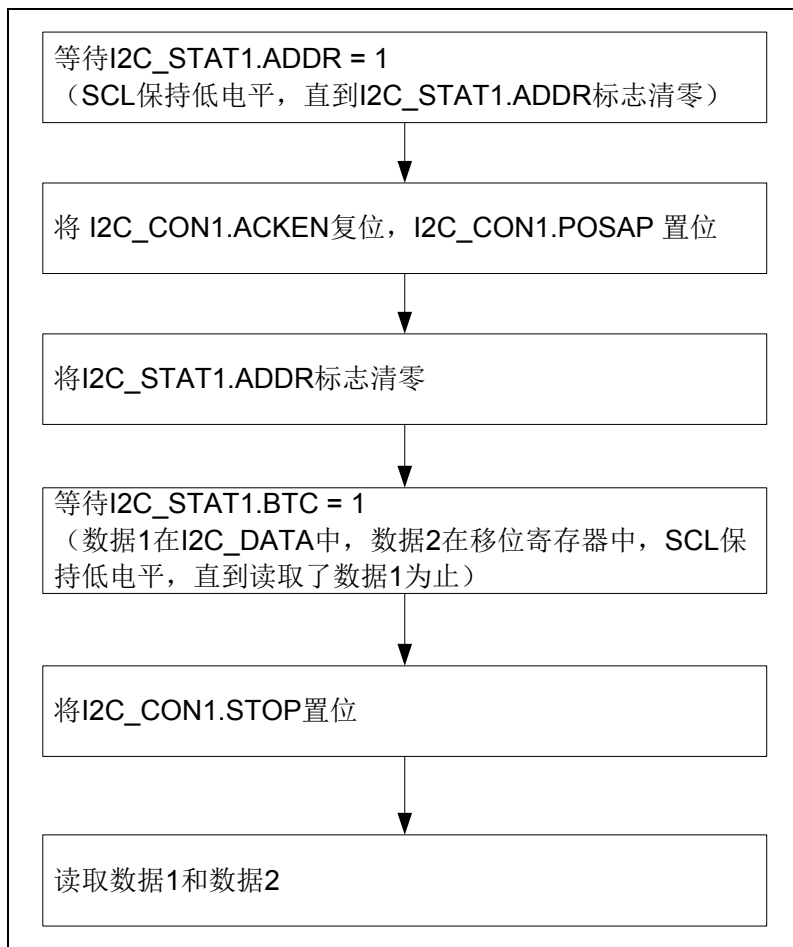 等待I2C_STAT1.ADDR = 1
（SCL保持低电平，直到I2C_STAT1.ADDR标志清零）
将 I2C_CON1.ACKEN复位，I2C_CON1.POSAP 置位
将I2C_STAT1.ADDR标志清零
等待I2C_STAT1.BTC = 1
（数据1在I2C_DATA中，数据2在移位寄存器中，SCL保
持低电平，直到读取了数据1为止）
将I2C_CON1.STOP置位
读取数据1和数据2